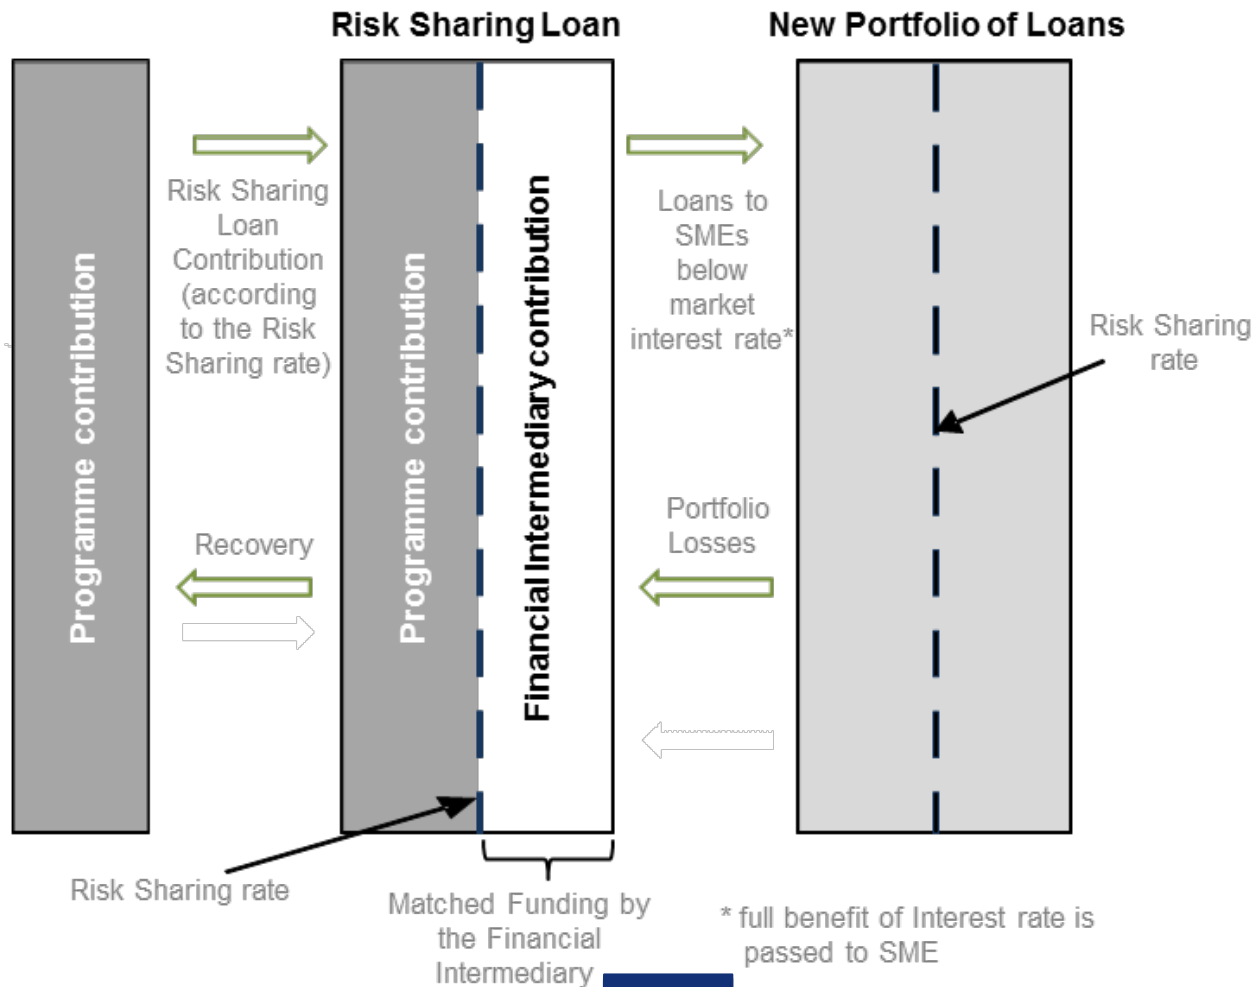 Risk Sharing Loan
New Portfolio of Loans
Programme contribution
Risk Sharing
Loan
Contribution
(according
to the Risk
Sharing rate)
Recovery
Programme contribution
Financial Intermediary contribution
Loans to
SMEs
below
market
interest rate*
Portfolio
Losses
Risk Sharing
rate
Risk Sharing rate
Matched Funding by
the Financial
Intermediary
* full benefit of Interest rate is
passed to SME